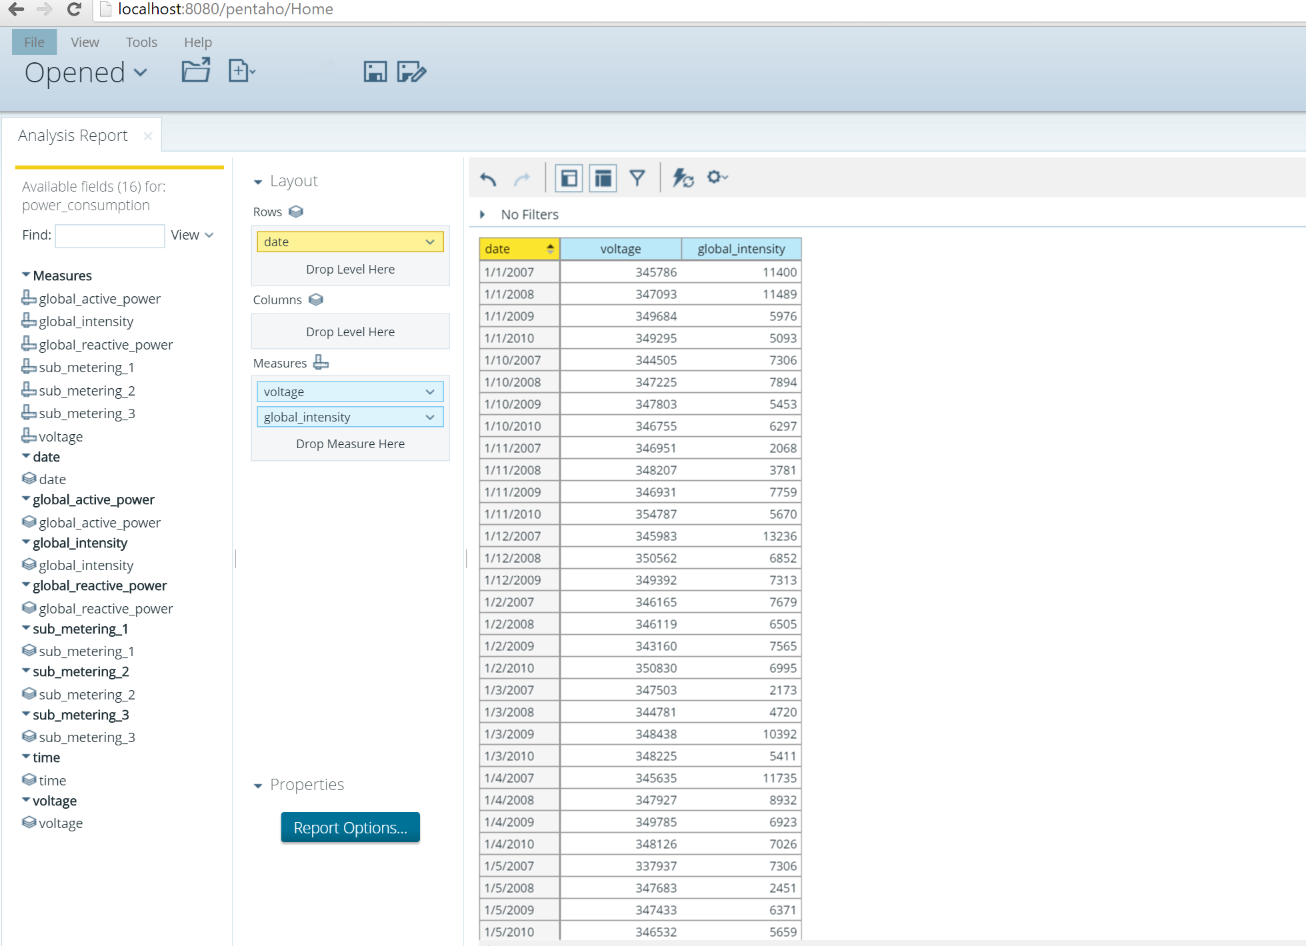 localhost:8080/pentaho/Home
File View Tools Help
Opened
Analysis Report ×
Available fields (16) for:
power_consumption
Find: View
Measures
global_active_power
global_intensity
global_reactive_power
sub_metering_1
sub_metering_2
sub_metering_3
voltage
date
date
global_active_power
global_active_power
global_intensity
global_intensity
global_reactive_power
global_reactive_power
sub_metering_1
sub_metering_1
sub_metering_2
sub_metering_2
sub_metering_3
sub_metering_3
time
time
voltage
voltage
Layout
Rows
date
Drop Level Here
Columns
Drop Level Here
Measures
voltage
global_intensity
Drop Measure Here
Properties
Report Options...
No Filters
date voltage global_intensity
1/1/2007 345786 11400
1/1/2008 347093 11489
1/1/2009 349684 5976
1/1/2010 349295 5093
1/10/2007 344505 7306
1/10/2008 347225 7894
1/10/2009 347803 5453
1/10/2010 346755 6297
1/11/2007 346951 2068
1/11/2008 348207 3781
1/11/2009 346931 7759
1/11/2010 354787 5670
1/12/2007 345983 13236
1/12/2008 350562 6852
1/12/2009 349392 7313
1/2/2007 346165 7679
1/2/2008 346119 6505
1/2/2009 343160 7565
1/2/2010 350830 6995
1/3/2007 347503 2173
1/3/2008 344781 4720
1/3/2009 348438 10392
1/3/2010 348225 5411
1/4/2007 345635 11735
1/4/2008 347927 8932
1/4/2009 349785 6923
1/4/2010 348126 7026
1/5/2007 337937 7306
1/5/2008 347683 2451
1/5/2009 347433 6371
1/5/2010 346532 5659